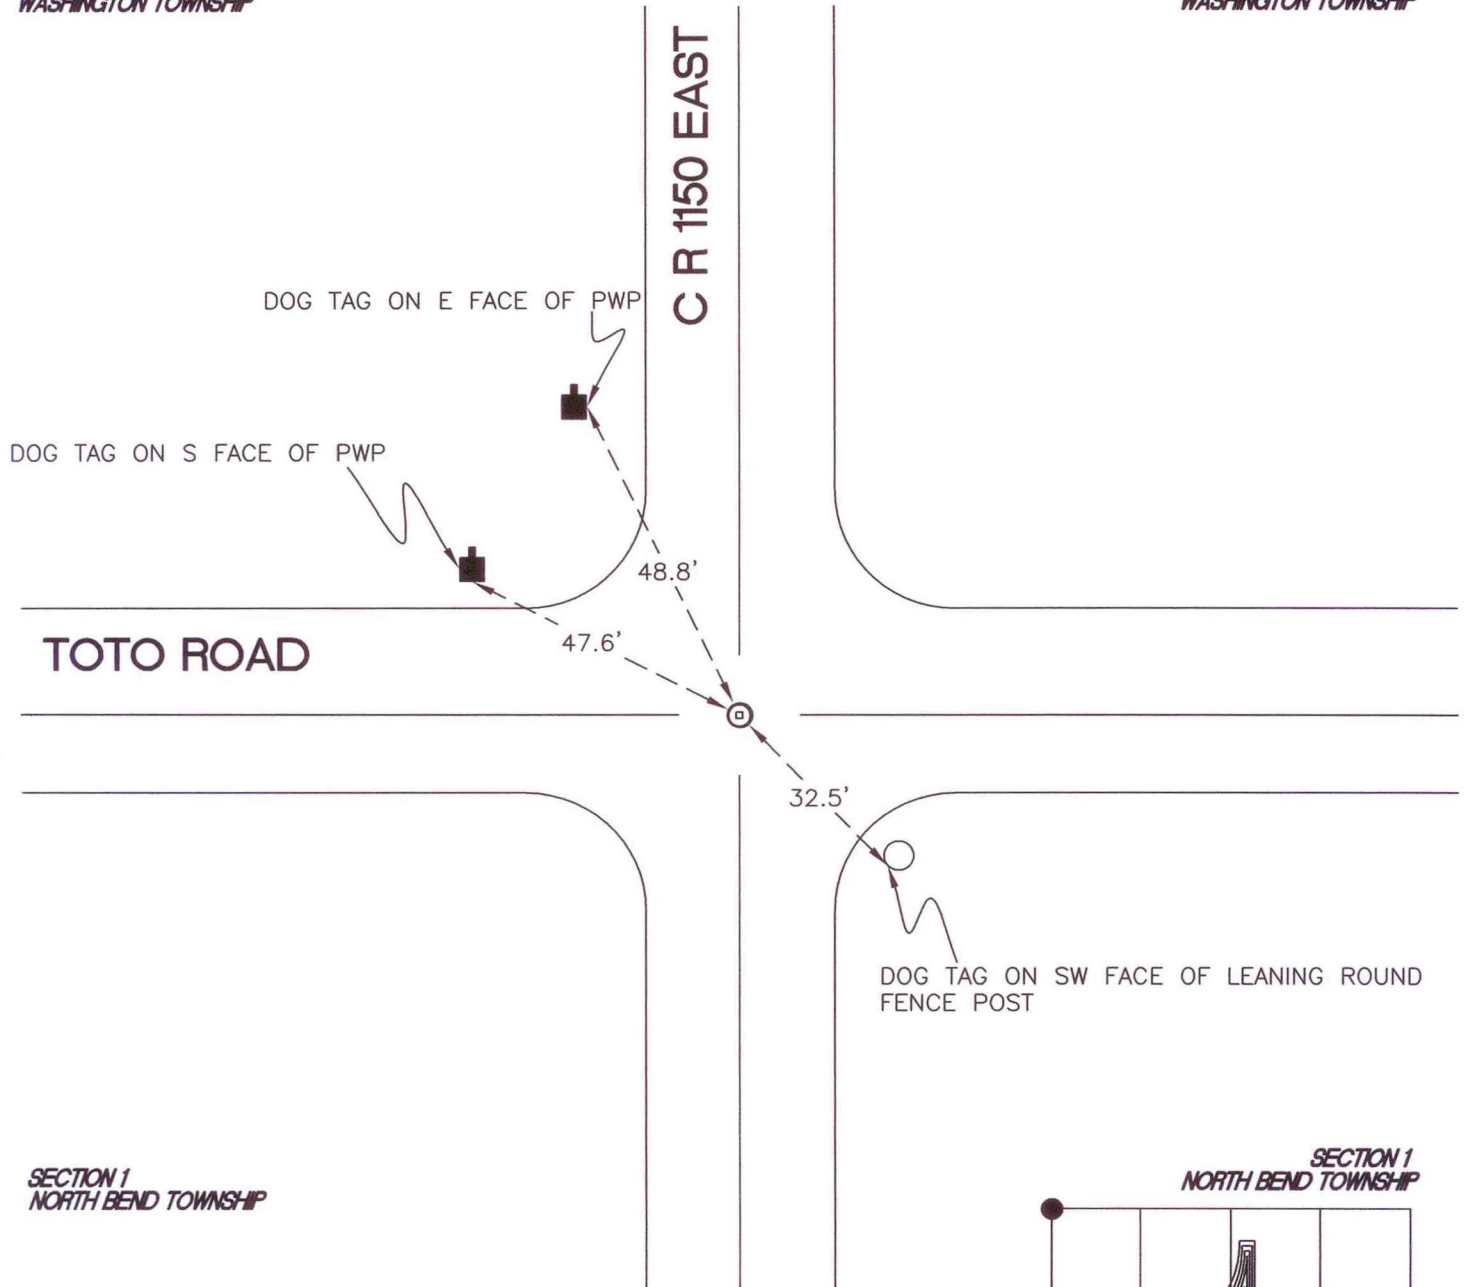 WASHINGTON TOWNSHIP
WASHINGTON TOWNSHIP
C R 1150 EAST
DOG TAG ON E FACE OF PWP
DOG TAG ON S FACE OF PWP
48.8'
47.6'
TOTO ROAD
32.5'
DOG TAG ON SW FACE OF LEANING ROUND
FENCE POST
SECTION 1
NORTH BEND TOWNSHIP
SECTION 1
NORTH BEND TOWNSHIP